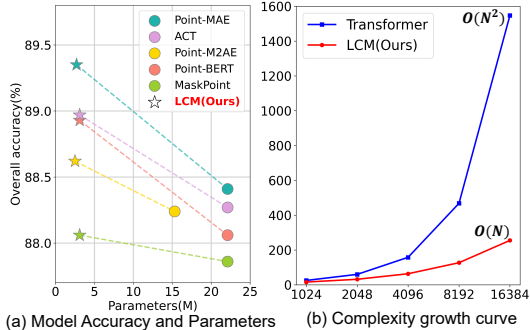 Overall accuracy(%)
89.5
89.0
88.5
88.0
0
5
10
15
20
25
Parameters(M)
Point-MAE
ACT
Point-M2AE
Point-BERT
MaskPoint
LCM(Ours)
(a) Model Accuracy and Parameters
1600
1400
1200
1000
800
600
400
200
0
1024
2048
4096
8192
16384
Transformer
LCM(Ours)
O(N²)
O(N)
(b) Complexity growth curve